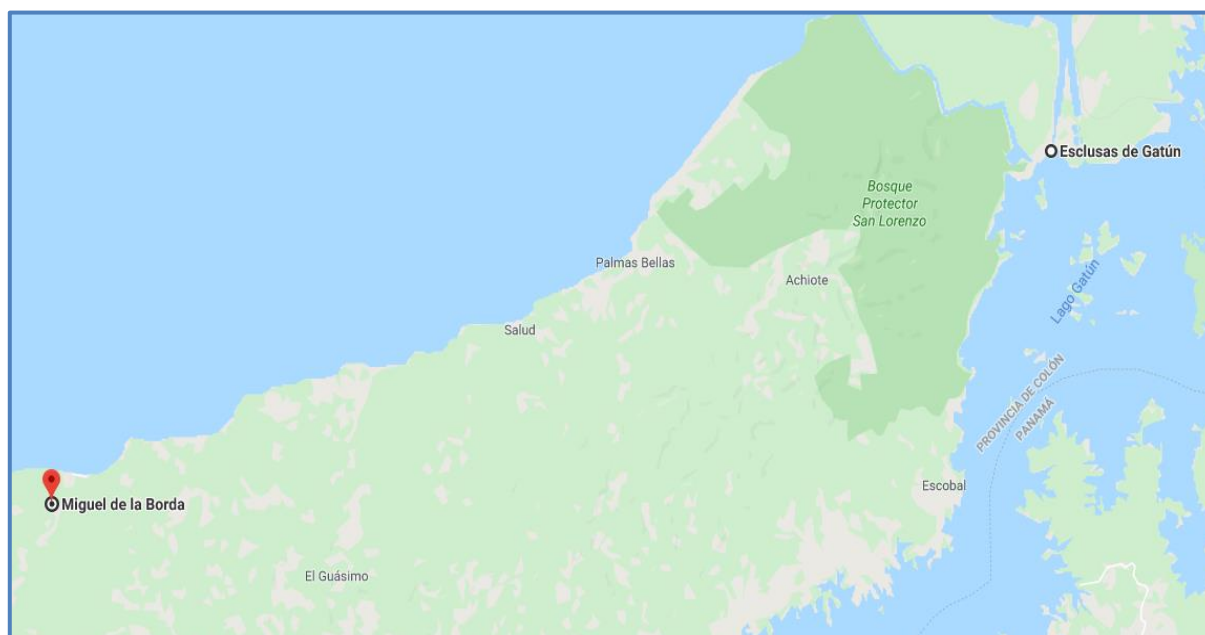 Esclusas de Gatún
Bosque
Protector
San Lorenzo
Palmas Bellas
Achiote
Lago Gatún
Salud
PROVINCIA DE COLÓN
PANAMÁ
Escobal
Miguel de la Borda
El Guásimo